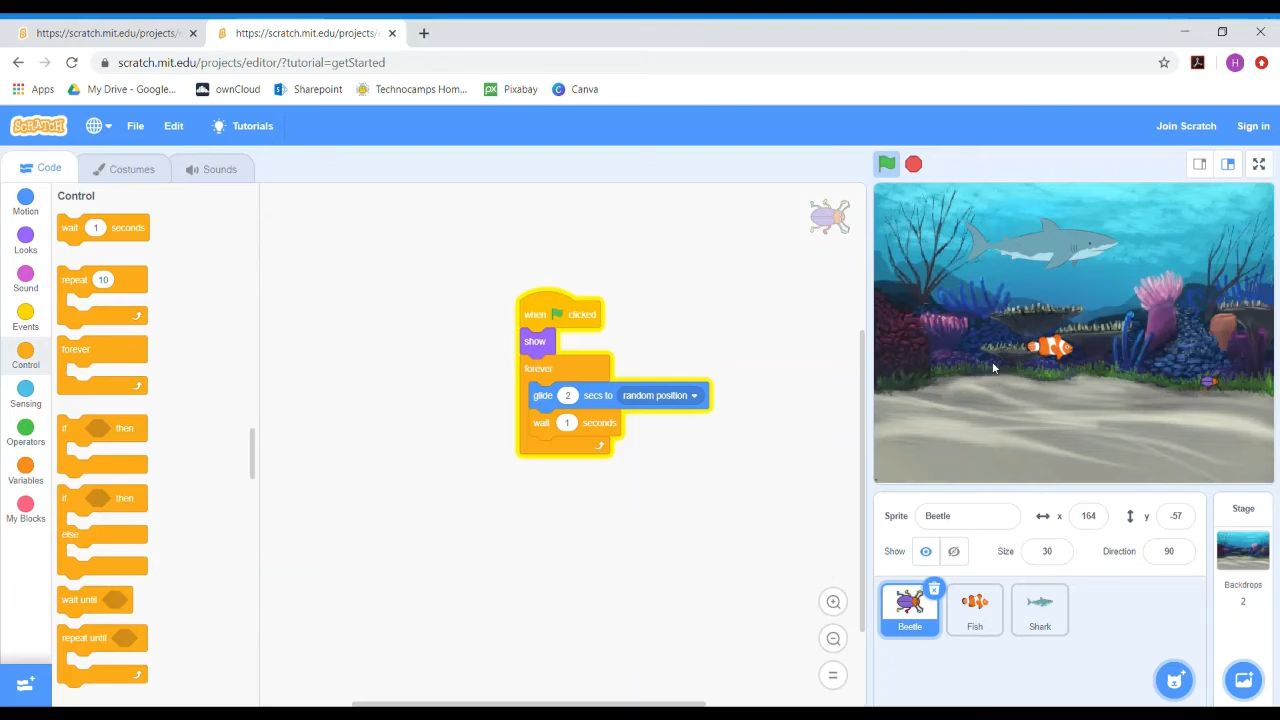 https://scratch.mit.edu/projects/ https://scratch.mit.edu/projects/
scratch.mit.edu/projects/editor/?tutorial=getStarted H
Apps My Drive - Google... ownCloud Sharepoint Technocamps Hom... px Pixabay C Canva
SCRATCH File Edit Tutorials Join Scratch Sign in
Code Costumes Sounds
Motion
Looks
Sound
Events
Control
Sensing
Operators
Variables
My Blocks
Control
wait 1 seconds
repeat 10
forever
if then
if then
else
wait until
repeat until
when clicked
show
forever
glide 2 secs to random position
wait 1 seconds
Sprite Beetle x 164 y -57
Show Size 30 Direction 90
Beetle Fish Shark
Stage
Backdrops
2